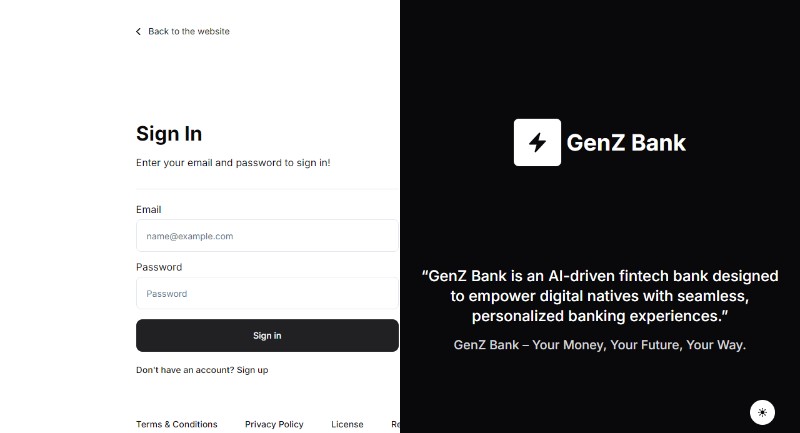 Back to the website
Sign In
Enter your email and password to sign in!
Email
name@example.com
Password
Password
Sign in
Don't have an account? Sign up
Terms & Conditions Privacy Policy License
GenZ Bank
“GenZ Bank is an AI-driven fintech bank designed
to empower digital natives with seamless,
personalized banking experiences.”
GenZ Bank – Your Money, Your Future, Your Way.